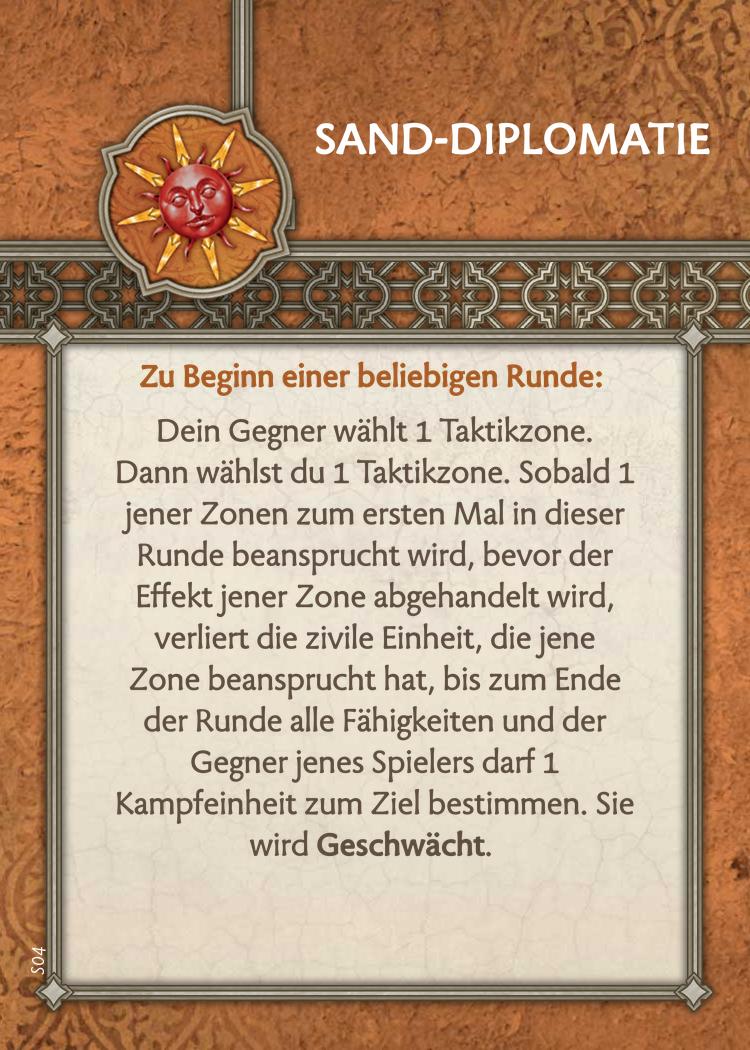 SAND-DIPLOMATIE
Zu Beginn einer beliebigen Runde:
Dein Gegner wählt 1 Taktikzone.
Dann wählst du 1 Taktikzone. Sobald 1
jener Zonen zum ersten Mal in dieser
Runde beansprucht wird, bevor der
Effekt jener Zone abgehandelt wird,
verliert die zivile Einheit, die jene
Zone beansprucht hat, bis zum Ende
der Runde alle Fähigkeiten und der
Gegner jenes Spielers darf 1
Kampfeinheit zum Ziel bestimmen. Sie
wird Geschwächt.
S04